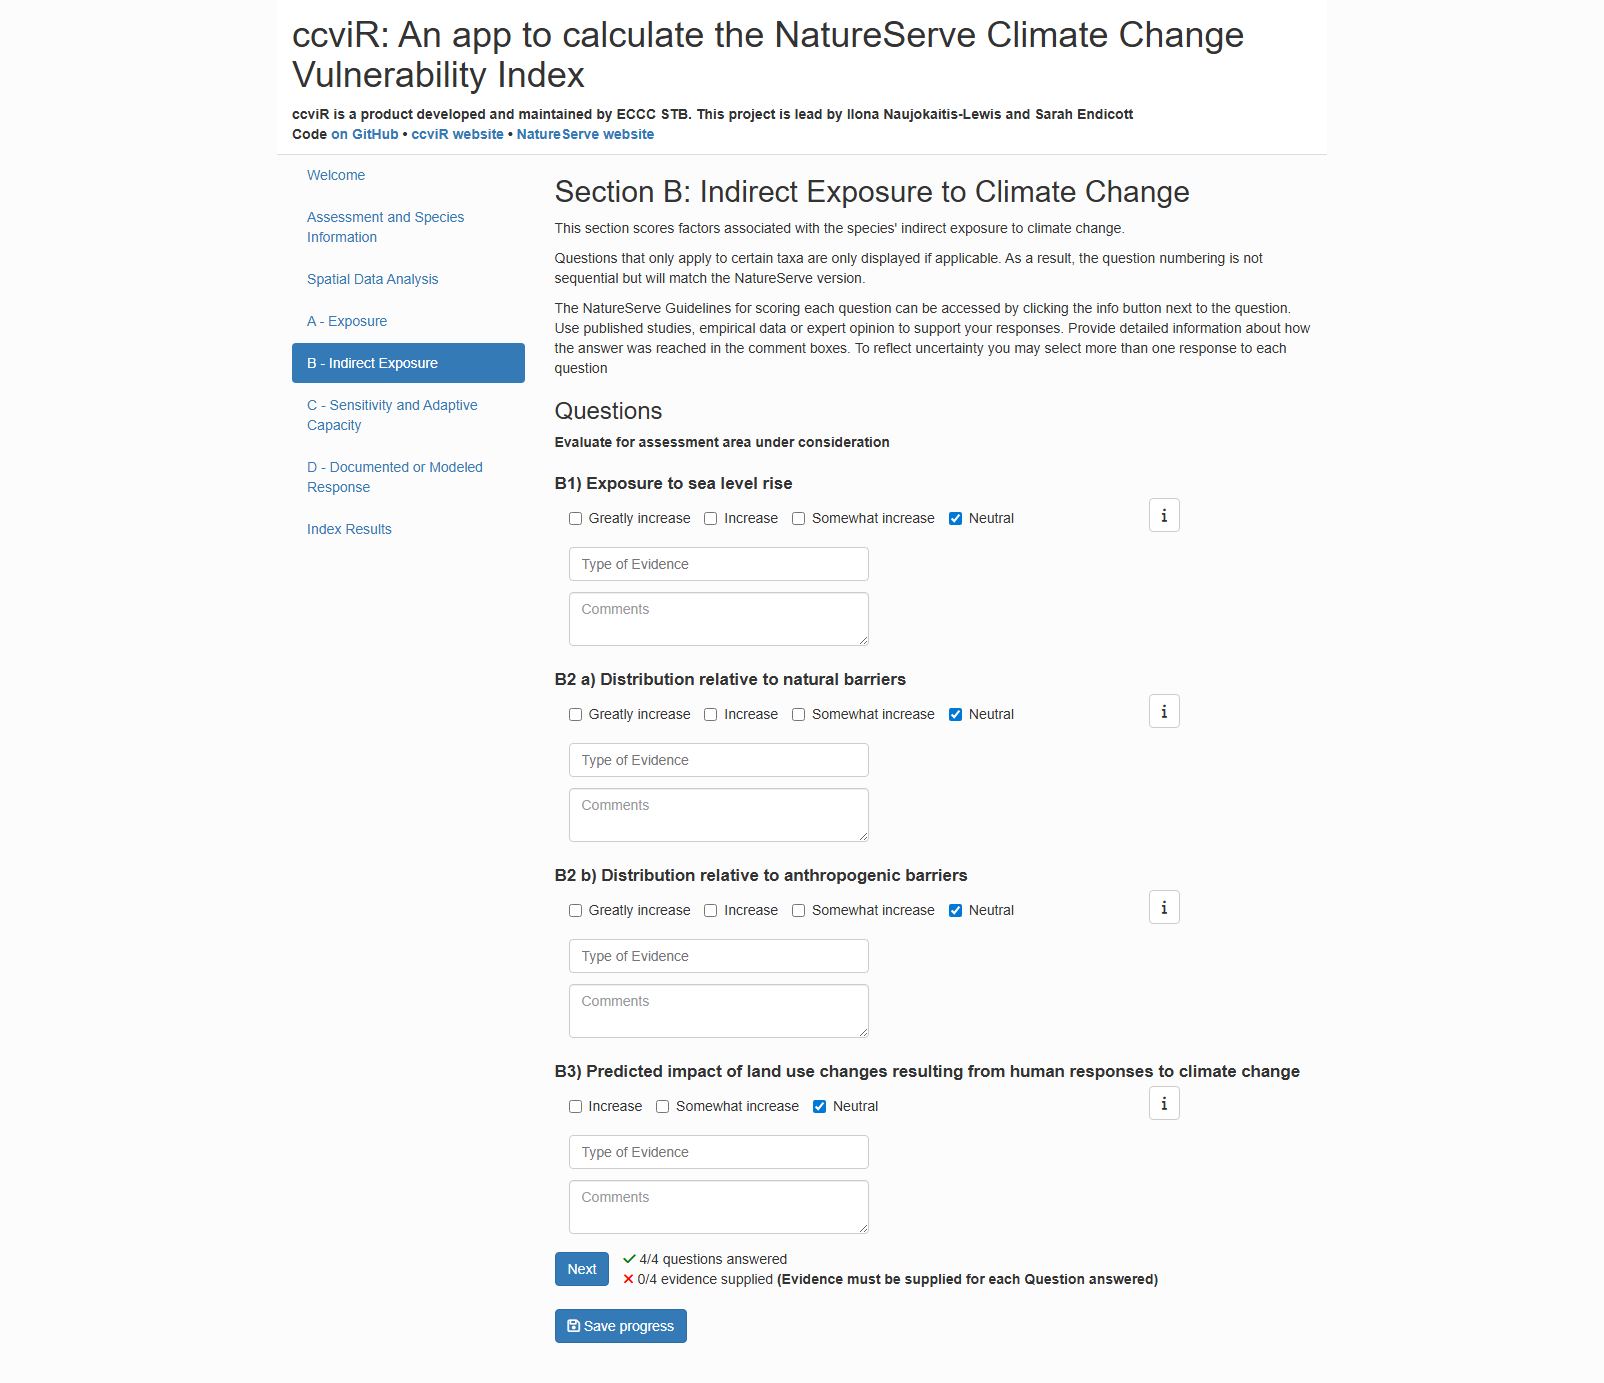 ccviR: An app to calculate the NatureServe Climate Change
Vulnerability Index
ccviR is a product developed and maintained by ECCC STB. This project is lead by Ilona Naujokaitis-Lewis and Sarah Endicott
Code on GitHub • ccviR website • NatureServe website
Welcome
Assessment and Species
Information
Spatial Data Analysis
A - Exposure
B - Indirect Exposure
C - Sensitivity and Adaptive
Capacity
D - Documented or Modeled
Response
Index Results
Section B: Indirect Exposure to Climate Change
This section scores factors associated with the species' indirect exposure to climate change.
Questions that only apply to certain taxa are only displayed if applicable. As a result, the question numbering is not
sequential but will match the NatureServe version.
The NatureServe Guidelines for scoring each question can be accessed by clicking the info button next to the question.
Use published studies, empirical data or expert opinion to support your responses. Provide detailed information about how
the answer was reached in the comment boxes. To reflect uncertainty you may select more than one response to each
question
Questions
Evaluate for assessment area under consideration
B1) Exposure to sea level rise
Greatly increase Increase Somewhat increase Neutral i
Type of Evidence
Comments
B2 a) Distribution relative to natural barriers
Greatly increase Increase Somewhat increase Neutral i
Type of Evidence
Comments
B2 b) Distribution relative to anthropogenic barriers
Greatly increase Increase Somewhat increase Neutral i
Type of Evidence
Comments
B3) Predicted impact of land use changes resulting from human responses to climate change
Increase Somewhat increase Neutral i
Type of Evidence
Comments
Next
4/4 questions answered
0/4 evidence supplied (Evidence must be supplied for each Question answered)
Save progress